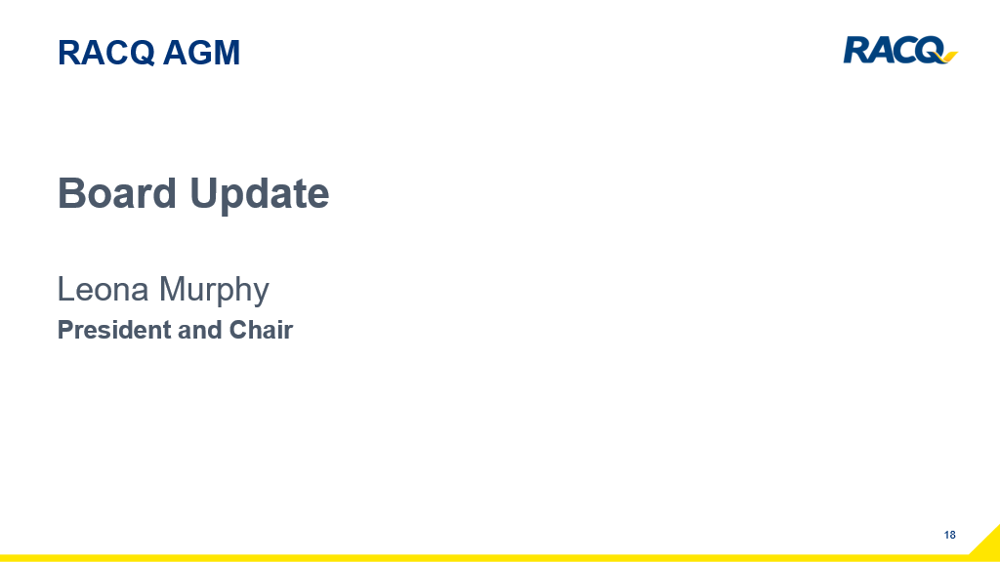 RACQ AGM
RACQ
Board Update
Leona Murphy
President and Chair
18